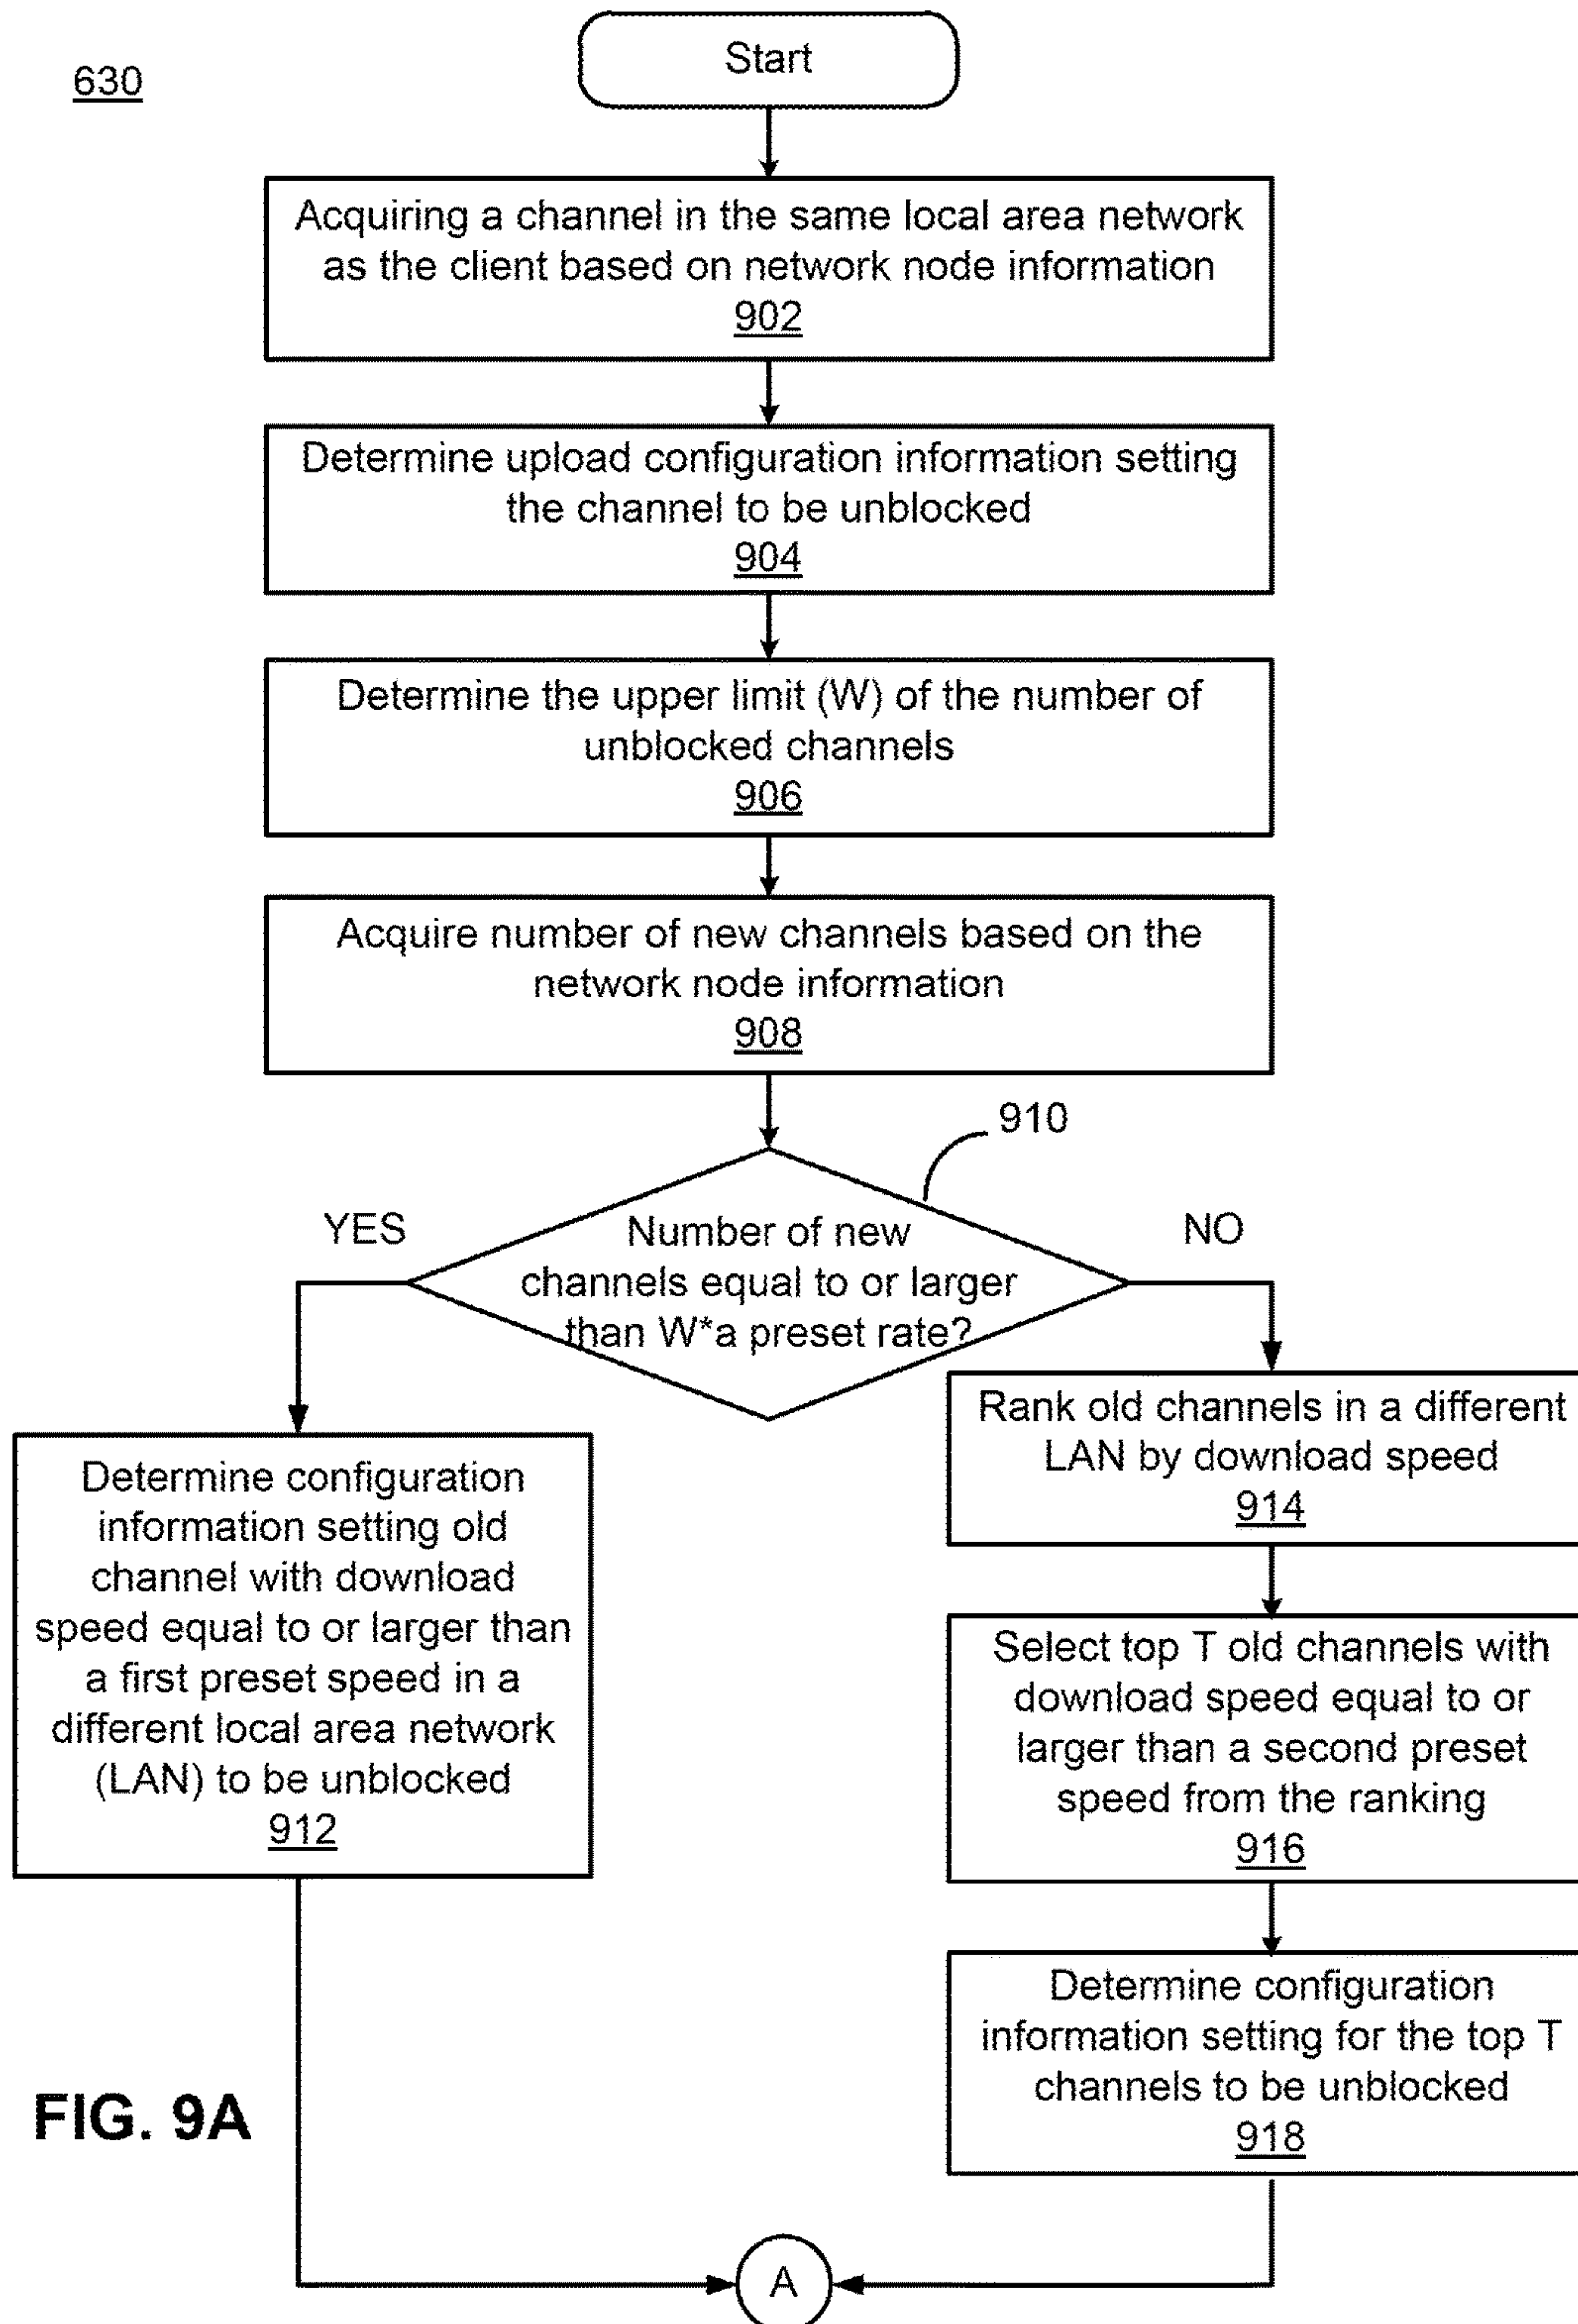 630
Start
Acquiring a channel in the same local area network
as the client based on network node information
902
Determine upload configuration information setting
the channel to be unblocked
904
Determine the upper limit (W) of the number of
unblocked channels
906
Acquire number of new channels based on the
network node information
908
910
YES
NO
Number of new
channels equal to or larger
than W*a preset rate?
Determine configuration
information setting old
channel with download
speed equal to or larger than
a first preset speed in a
different local area network
(LAN) to be unblocked
912
Rank old channels in a different
LAN by download speed
914
Select top T old channels with
download speed equal to or
larger than a second preset
speed from the ranking
916
Determine configuration
information setting for the top T
channels to be unblocked
918
FIG. 9A
A